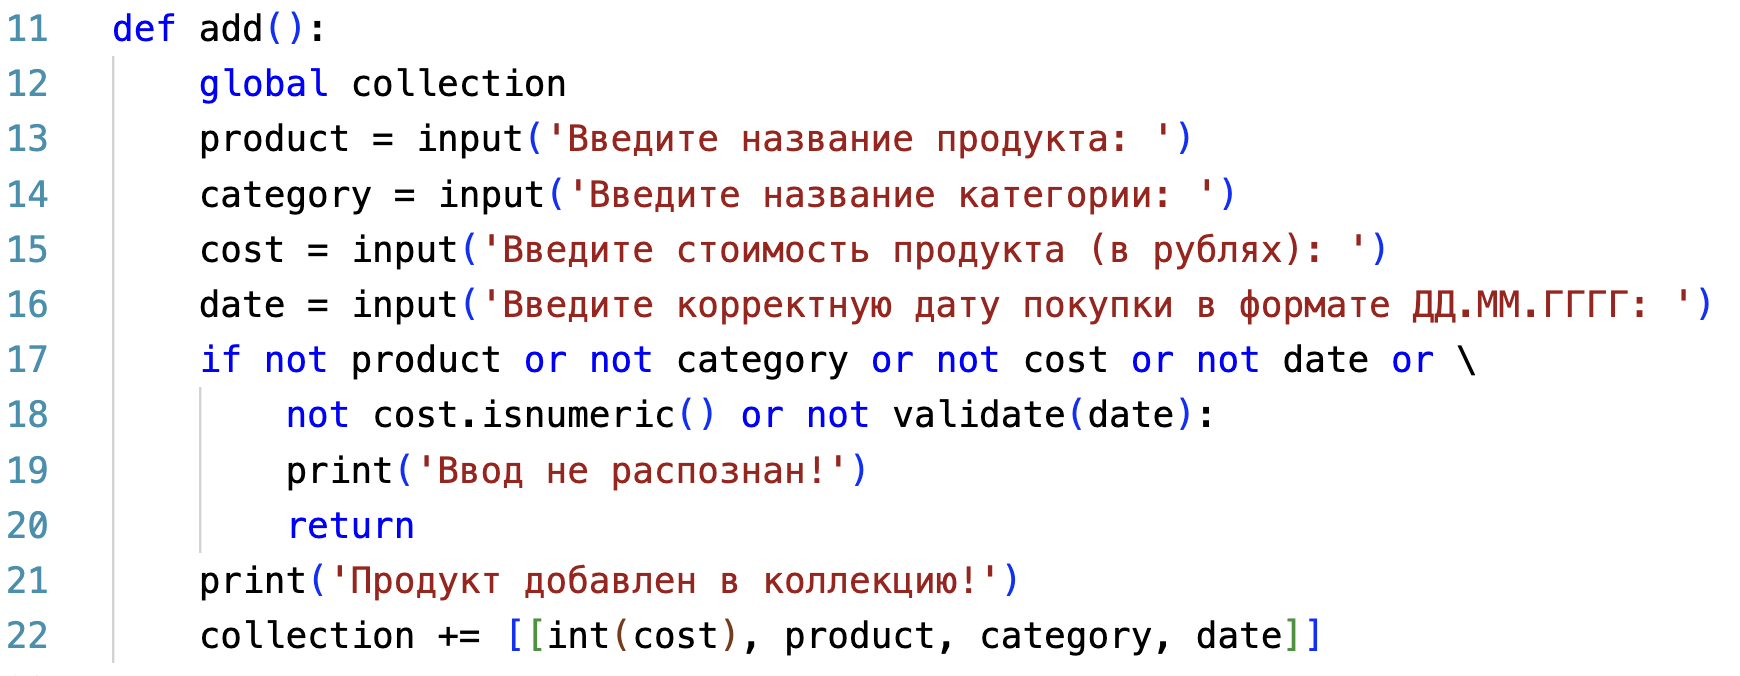 11 def add():
12 global collection
13 product = input('Введите название продукта: ')
14 category = input('Введите название категории: ')
15 cost = input('Введите стоимость продукта (в рублях): ')
16 date = input('Введите корректную дату покупки в формате ДД.ММ.ГГГГ: ')
17 if not product or not category or not cost or not date or \
18 not cost.isnumeric() or not validate(date):
19 print('Ввод не распознан!')
20 return
21 print('Продукт добавлен в коллекцию!')
22 collection += [[int(cost), product, category, date]]